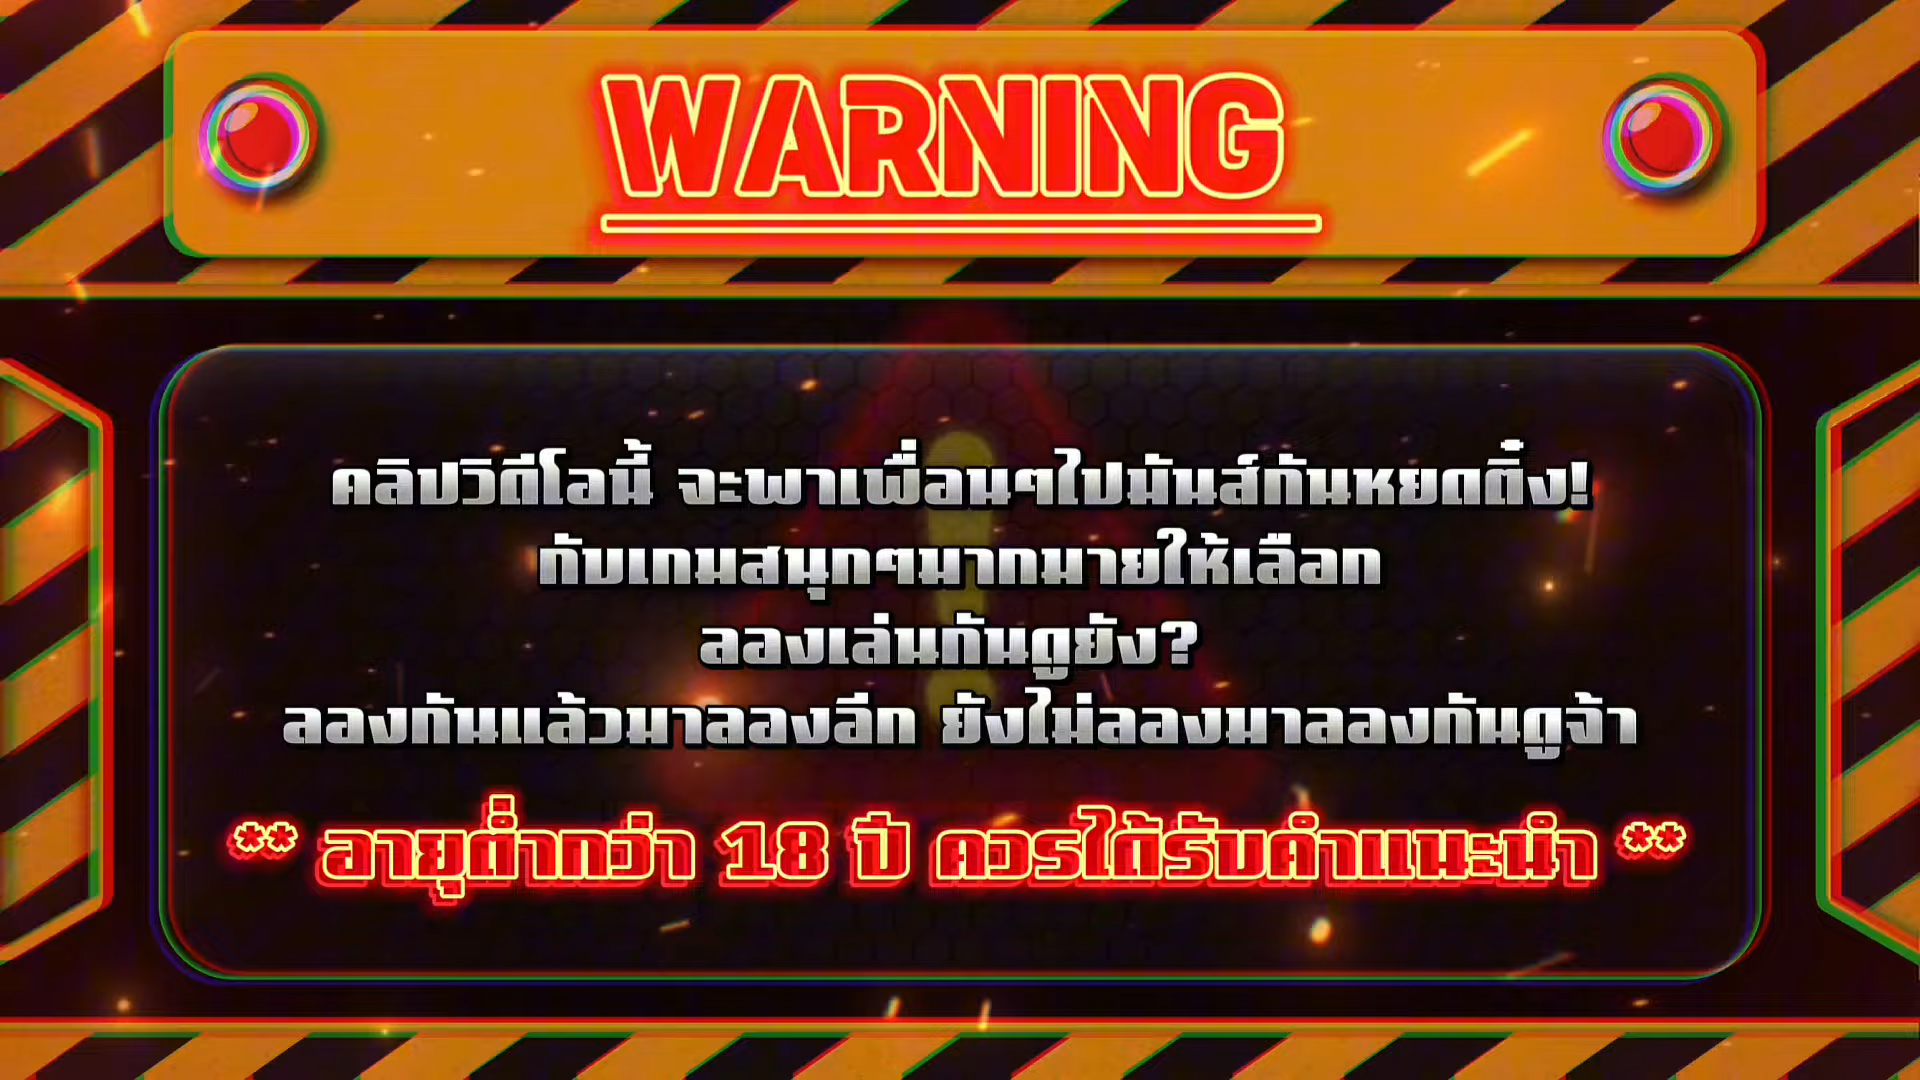 WARNING
คลิปวิดีโอนี้ จะพาเพื่อนๆไปมันส์กันหยดติ๋ง!
กับเกมสนุกๆมากมายให้เลือก
ลองเล่นกันดูยัง?
ลองกันแล้วมาลองอีก ยังไม่ลองมาลองกันดูจ้า
** อายุต่ำกว่า 18 ปี ควรได้รับคำแนะนำ **